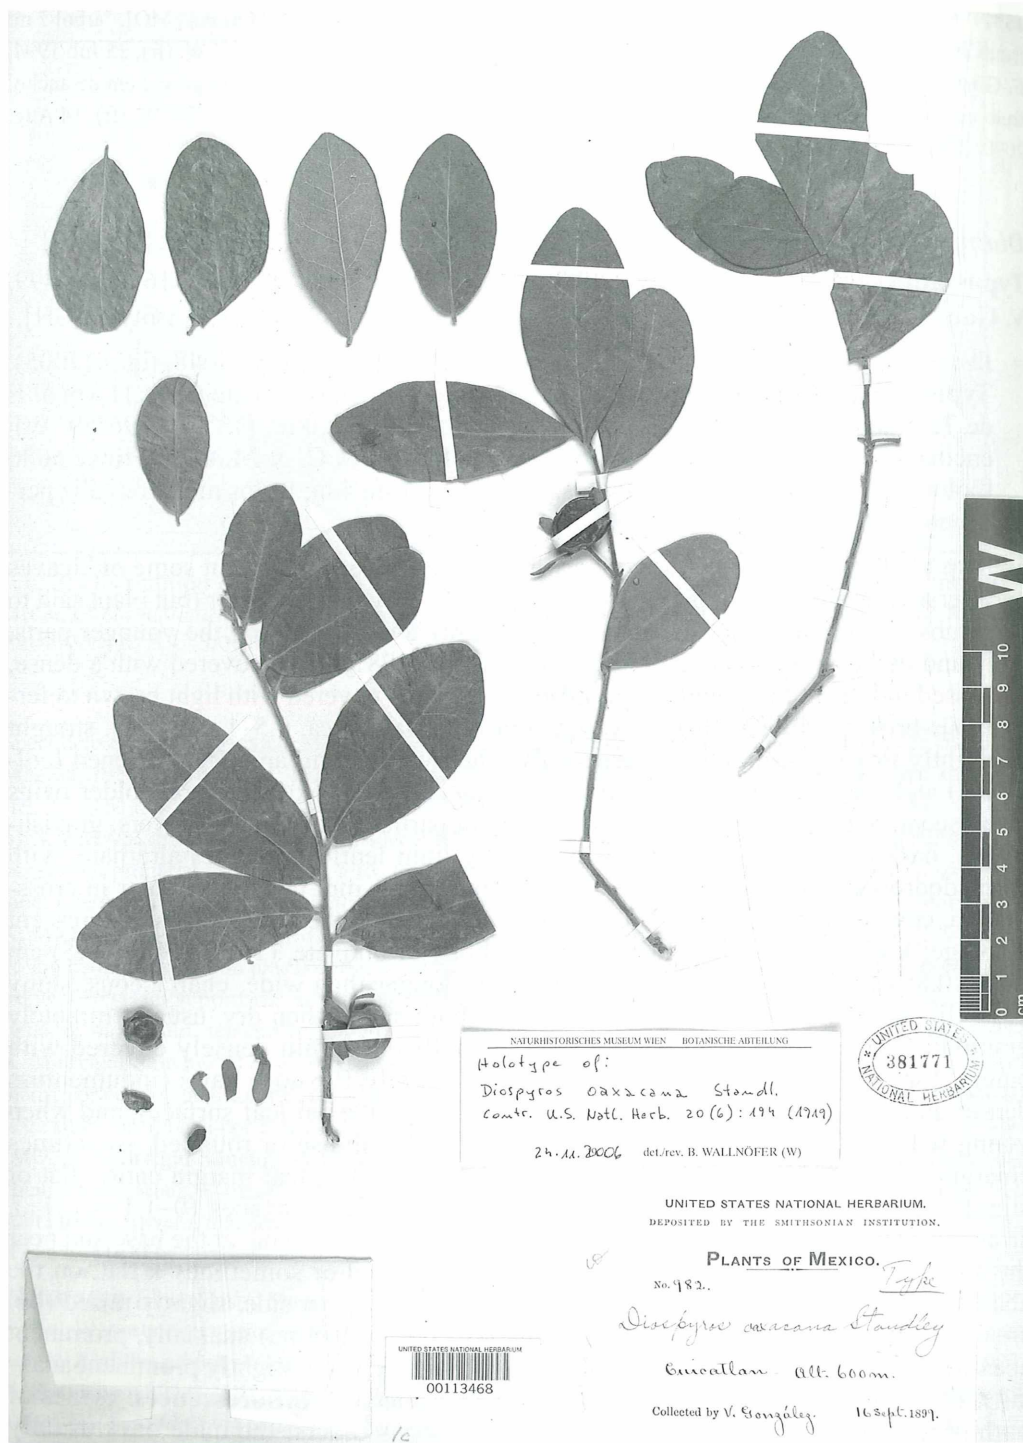 W
10
9
8
7
6
5
4
3
2
1
0
cm
UNITED STATES
381771
NATIONAL HERBARIUM
NATURHISTORISCHES MUSEUM WIEN BOTANISCHE ABTEILUNG
Holotype of:
Diospyros oaxacana Standl.
Contr. U.S. Natl. Herb. 20(6): 194 (1919)
24.11.2006 det./rev. B. WALLNÖFER (W)
UNITED STATES NATIONAL HERBARIUM.
DEPOSITED BY THE SMITHSONIAN INSTITUTION.
PLANTS OF MEXICO.
No. 982. Type
Diospyros oaxacana Standley
Cuicatlan Alt. 600 m.
Collected by V. González. 16 Sept. 1899.
UNITED STATES NATIONAL HERBARIUM
00113468